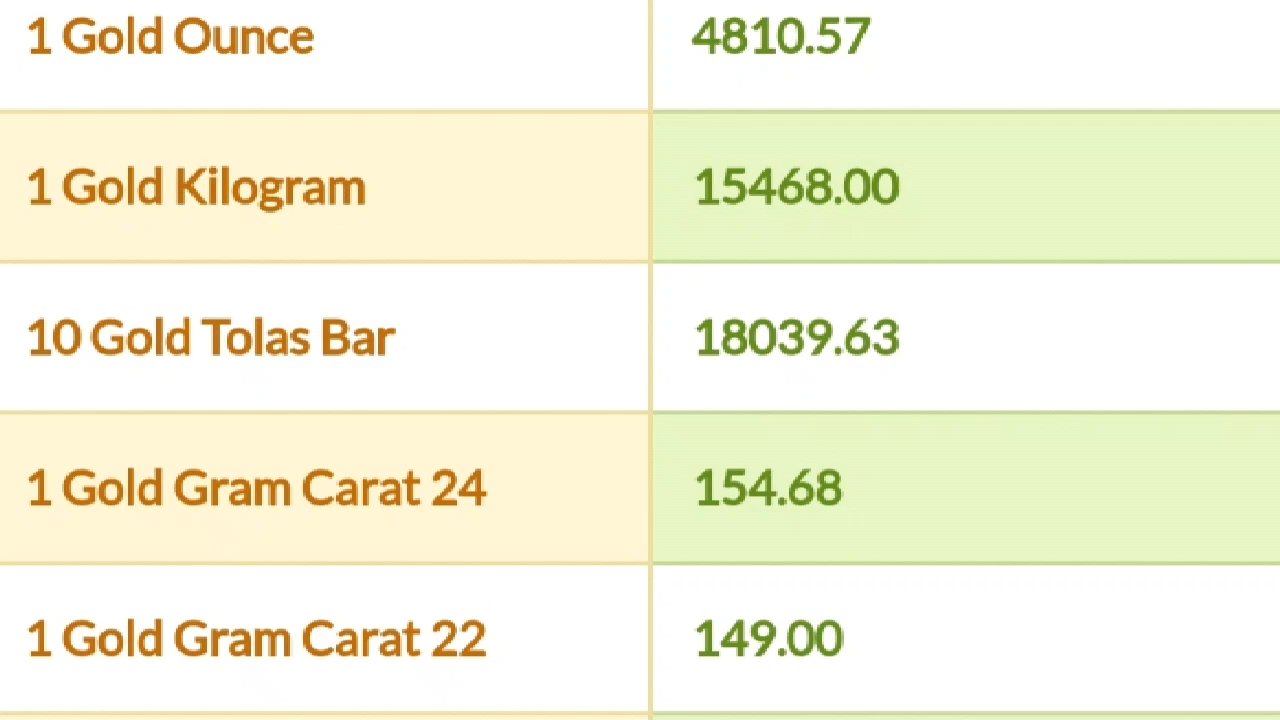 1 Gold Ounce 4810.57
1 Gold Kilogram 15468.00
10 Gold Tolas Bar 18039.63
1 Gold Gram Carat 24 154.68
1 Gold Gram Carat 22 149.00